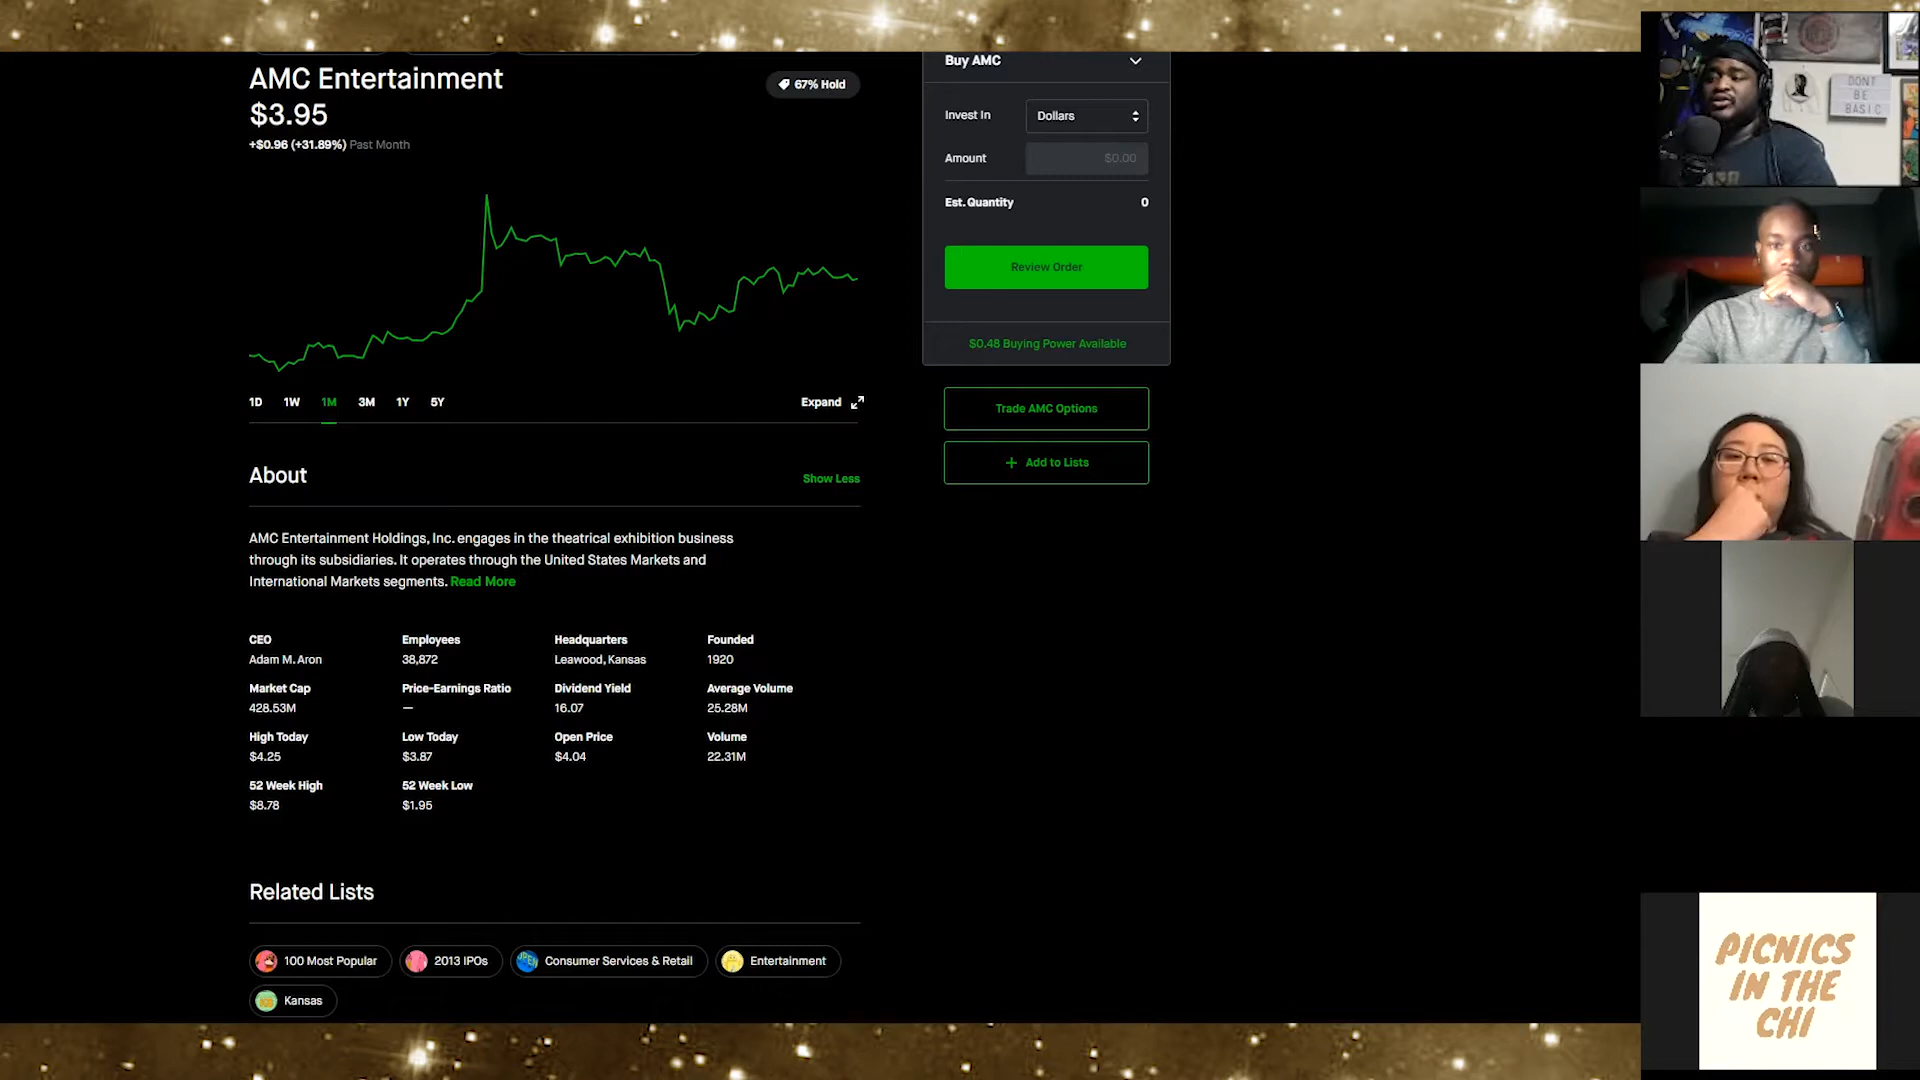 AMC Entertainment
$3.95
+$0.96 (+31.89%) Past Month
67% Hold
1D 1W 1M 3M 1Y 5Y
Expand
About
Show Less
AMC Entertainment Holdings, Inc. engages in the theatrical exhibition business
through its subsidiaries. It operates through the United States Markets and
International Markets segments. Read More
CEO Employees Headquarters Founded
Adam M. Aron 38,872 Leawood, Kansas 1920
Market Cap Price-Earnings Ratio Dividend Yield Average Volume
428.53M — 16.07 25.28M
High Today Low Today Open Price Volume
$4.25 $3.87 $4.04 22.31M
52 Week High 52 Week Low
$8.78 $1.95
Related Lists
100 Most Popular 2013 IPOs Consumer Services & Retail Entertainment
Kansas
Buy AMC
Invest In Dollars
Amount $0.00
Est. Quantity 0
Review Order
$0.48 Buying Power Available
Trade AMC Options
+ Add to Lists
DONT
BE
BASIC
PICNICS
IN THE
CHI